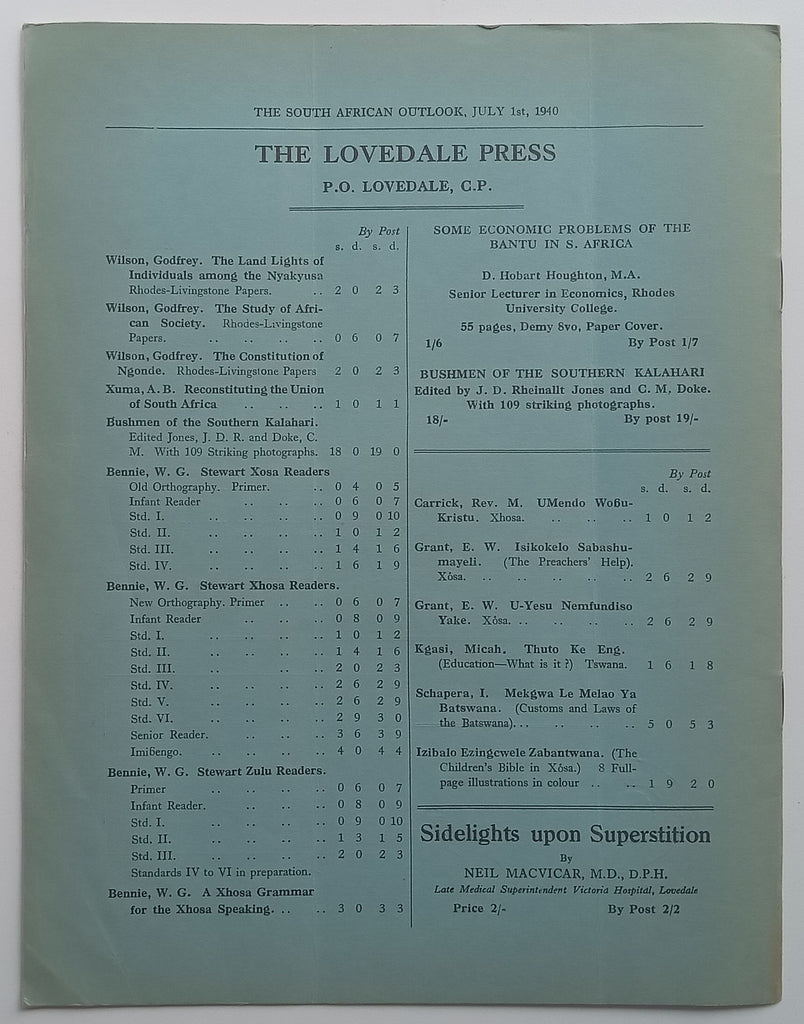 THE SOUTH AFRICAN OUTLOOK, JULY 1st, 1940
THE LOVEDALE PRESS
P.O. LOVEDALE, C.P.
By Post
s. d. s. d.
Wilson, Godfrey. The Land Lights of
Individuals among the Nyakyusa
Rhodes-Livingstone Papers. .. 2 0 2 3
Wilson, Godfrey. The Study of Afri-
can Society. Rhodes-Livingstone
Papers. .. .. .. .. 0 6 0 7
Wilson, Godfrey. The Constitution of
Ngonde. Rhodes-Livingstone Papers 2 0 2 3
Xuma, A. B. Reconstituting the Union
of South Africa .. .. .. 1 0 1 1
Bushmen of the Southern Kalahari.
Edited Jones, J. D. R. and Doke, C.
M. With 109 Striking photographs. 18 0 19 0
Bennie, W. G. Stewart Xosa Readers
Old Orthography. Primer. .. 0 4 0 5
Infant Reader .. .. .. 0 6 0 7
Std. I. .. .. .. .. 0 9 0 10
Std. II. .. .. .. .. 1 0 1 2
Std. III. .. .. .. .. 1 4 1 6
Std. IV. .. .. .. .. 1 6 1 9
Bennie, W. G. Stewart Xhosa Readers.
New Orthography. Primer .. .. 0 6 0 7
Infant Reader .. .. .. 0 8 0 9
Std. I. .. .. .. .. 1 0 1 2
Std. II. .. .. .. .. 1 4 1 6
Std. III. .. .. .. .. 2 0 2 3
Std. IV. .. .. .. .. 2 6 2 9
Std. V. .. .. .. .. 2 6 2 9
Std. VI. .. .. .. .. 2 9 3 0
Senior Reader. .. .. .. 3 6 3 9
Imiɓengo. .. .. .. .. 4 0 4 4
Bennie, W. G. Stewart Zulu Readers.
Primer .. .. .. .. 0 6 0 7
Infant Reader. .. .. .. 0 8 0 9
Std. I. .. .. .. .. 0 9 0 10
Std. II. .. .. .. .. 1 3 1 5
Std. III. .. .. .. .. 2 0 2 3
Standards IV to VI in preparation.
Bennie, W. G. A Xhosa Grammar
for the Xhosa Speaking. .. .. 3 0 3 3
SOME ECONOMIC PROBLEMS OF THE
BANTU IN S. AFRICA
D. Hobart Houghton, M.A.
Senior Lecturer in Economics, Rhodes
University College.
55 pages, Demy 8vo, Paper Cover.
1/6 By Post 1/7
BUSHMEN OF THE SOUTHERN KALAHARI
Edited by J. D. Rheinallt Jones and C. M. Doke.
With 109 striking photographs.
18/- By post 19/-
By Post
s. d. s. d.
Carrick, Rev. M. UMendo Woɓu-
Kristu. Xhosa. .. .. .. 1 0 1 2
Grant, E. W. Isikokelo Sabashu-
mayeli. (The Preachers' Help).
Xôsa. .. .. .. .. .. 2 6 2 9
Grant, E. W. U-Yesu Nemfundiso
Yake. Xôsa. .. .. .. .. 2 6 2 9
Kgasi, Micah. Thuto Ke Eng.
(Education—What is it?) Tswana. 1 6 1 8
Schapera, I. Mekgwa Le Melao Ya
Batswana. (Customs and Laws of
the Batswana). .. .. .. .. 5 0 5 3
Izibalo Ezingcwele Zabantwana. (The
Children's Bible in Xôsa.) 8 Full-
page illustrations in colour .. .. 1 9 2 0
Sidelights upon Superstition
By
NEIL MACVICAR, M.D., D.P.H.
Late Medical Superintendent Victoria Hospital, Lovedale
Price 2/- By Post 2/2